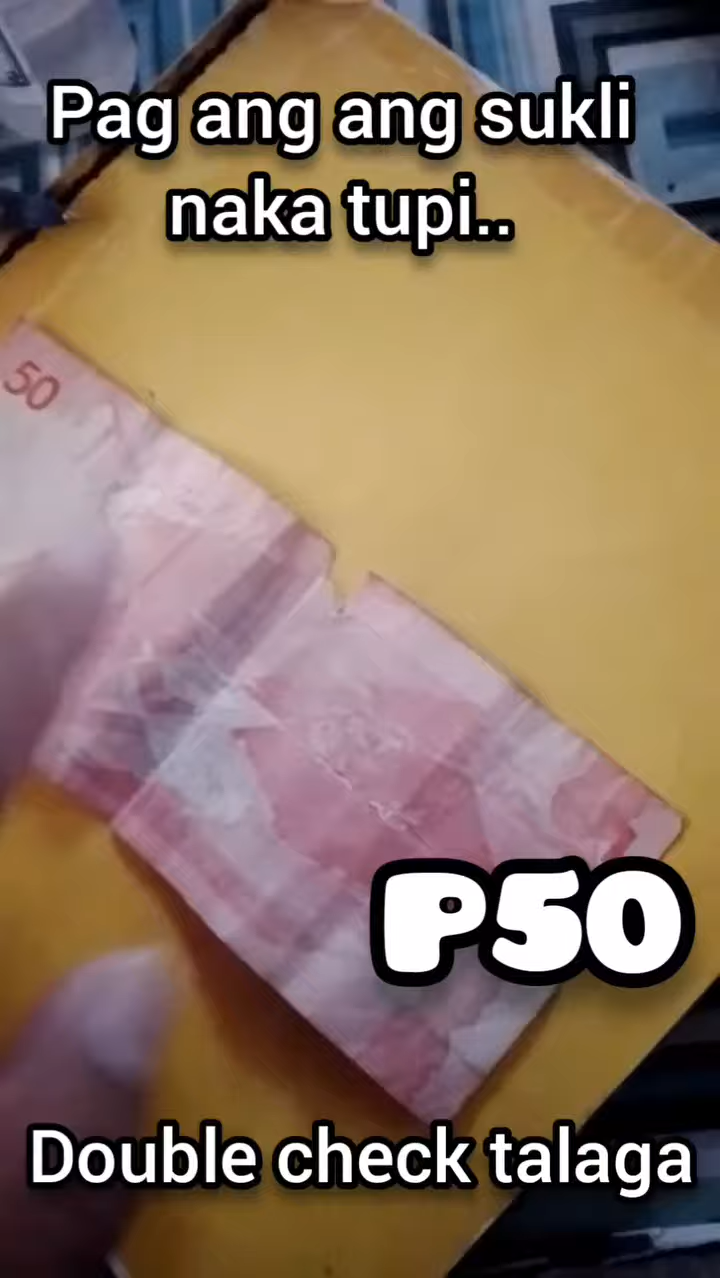 Pag ang ang sukli
naka tupi..
50
P50
Double check talaga